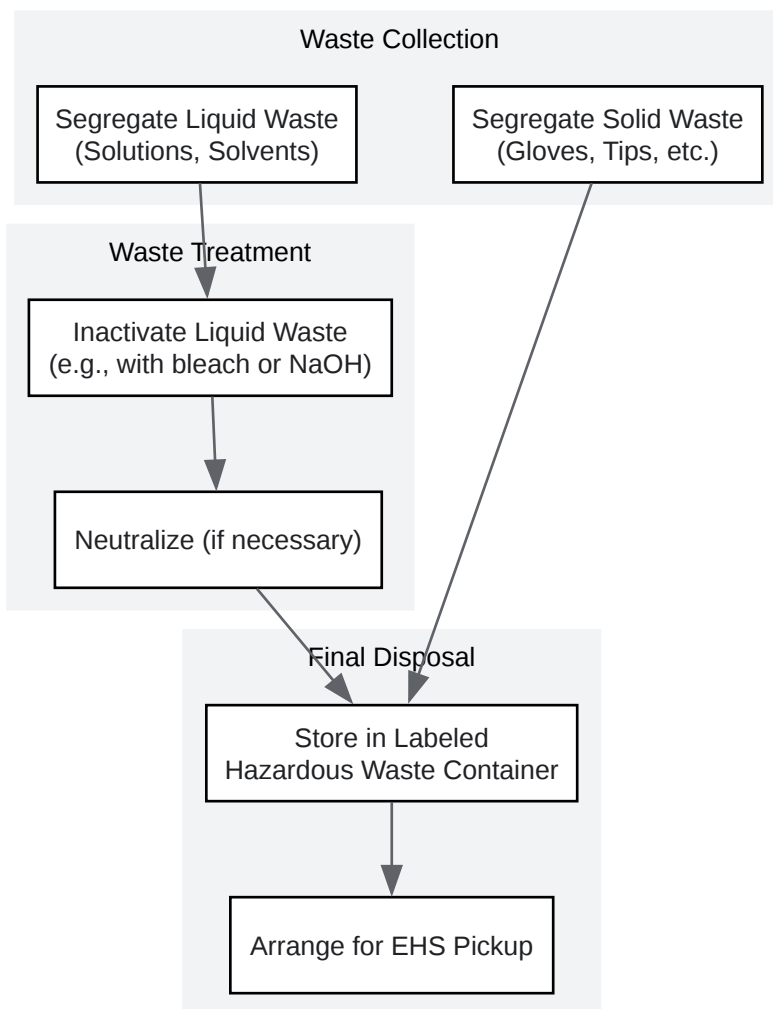 Waste Collection
Segregate Liquid Waste
(Solutions, Solvents)
Segregate Solid Waste
(Gloves, Tips, etc.)
Waste Treatment
Inactivate Liquid Waste
(e.g., with bleach or NaOH)
Neutralize (if necessary)
Final Disposal
Store in Labeled
Hazardous Waste Container
Arrange for EHS Pickup